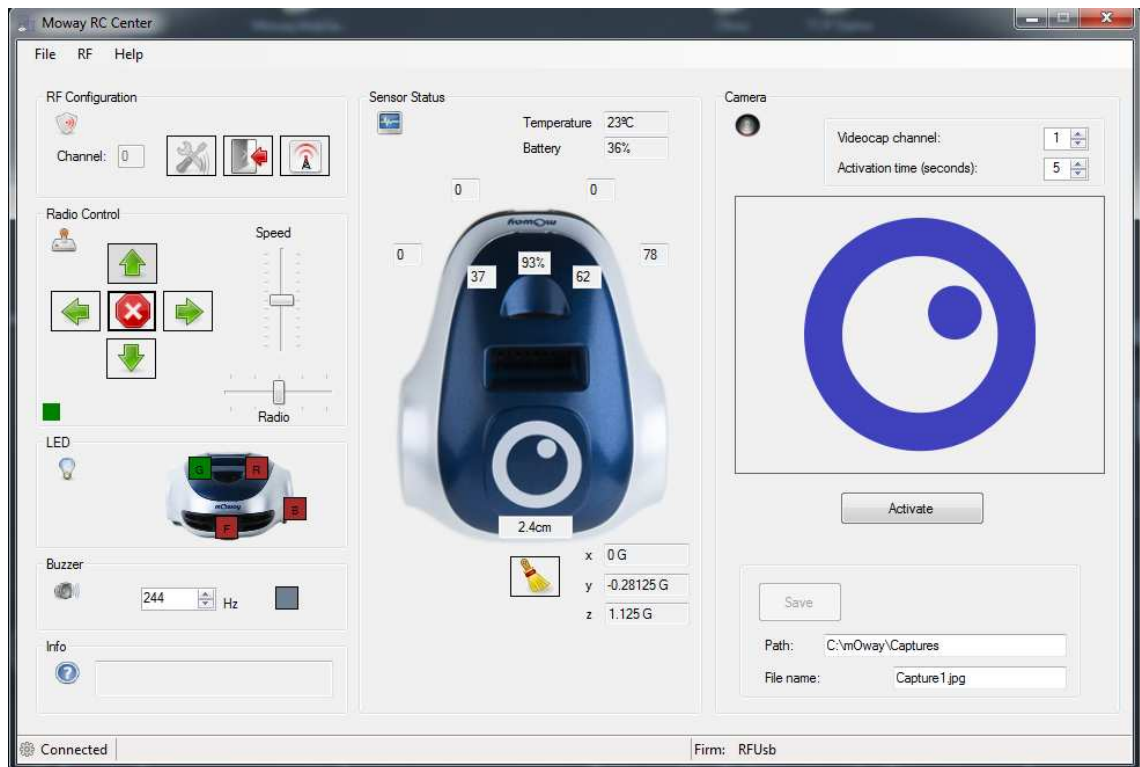 Moway RC Center
File RF Help
RF Configuration
Channel: 0
Radio Control
Speed
Radio
LED
G R
B
mOway
F
Buzzer
244 Hz
Info
Sensor Status
Temperature 23ºC
Battery 36%
0 0
mOway
0 78
93%
37 62
2.4cm
x 0 G
y -0.28125 G
z 1.125 G
Camera
Videocap channel: 1
Activation time (seconds): 5
Activate
Save
Path: C:\mOway\Captures
File name: Capture1.jpg
Connected
Firm: RFUsb